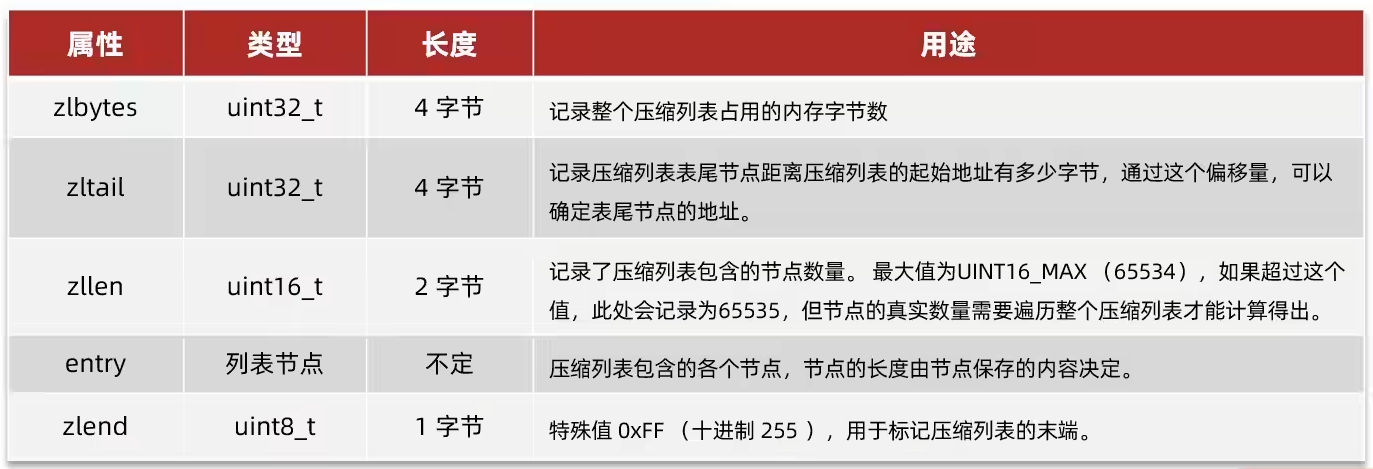 属性 类型 长度 用途
zlbytes uint32_t 4 字节 记录整个压缩列表占用的内存字节数
zltail uint32_t 4 字节 记录压缩列表表尾节点距离压缩列表的起始地址有多少字节，通过这个偏移量，可以
确定表尾节点的地址。
zllen uint16_t 2 字节 记录了压缩列表包含的节点数量。 最大值为UINT16_MAX （65534），如果超过这个
值，此处会记录为65535，但节点的真实数量需要遍历整个压缩列表才能计算得出。
entry 列表节点 不定 压缩列表包含的各个节点，节点的长度由节点保存的内容决定。
zlend uint8_t 1 字节 特殊值 0xFF （十进制 255 ），用于标记压缩列表的末端。